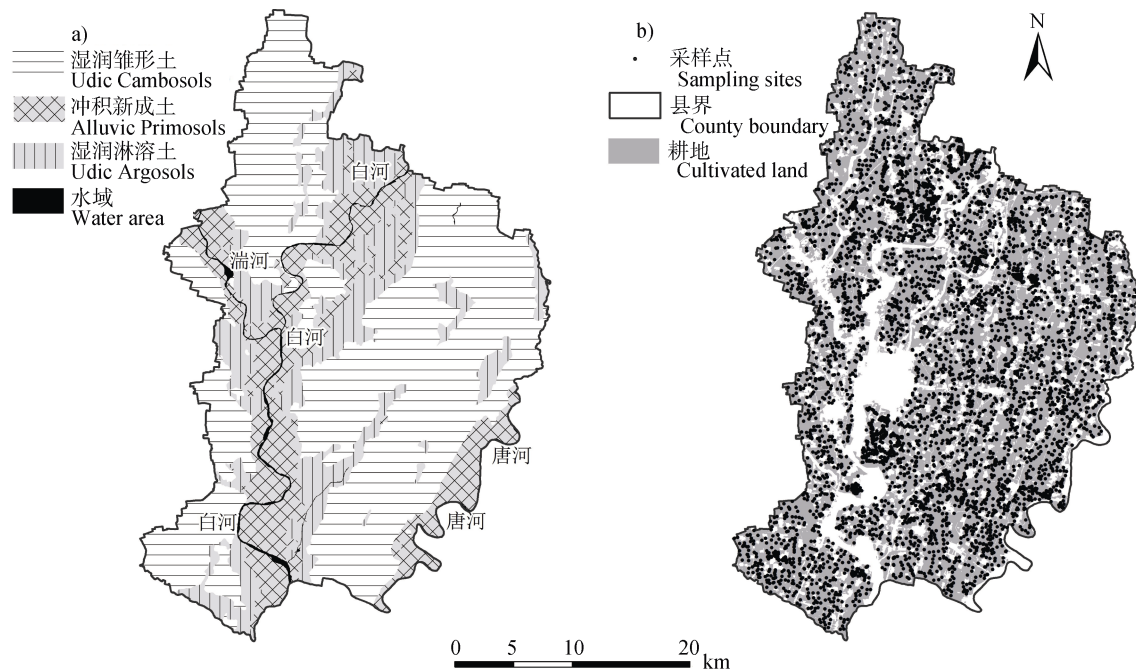 a)
湿润雏形土
Udic Cambosols
冲积新成土
Alluvic Primosols
湿润淋溶土
Udic Argosols
水域
Water area
白河
湍河
白河
唐河
白河
唐河
b)
采样点
Sampling sites
县界
County boundary
耕地
Cultivated land
N
0 5 10 20
km